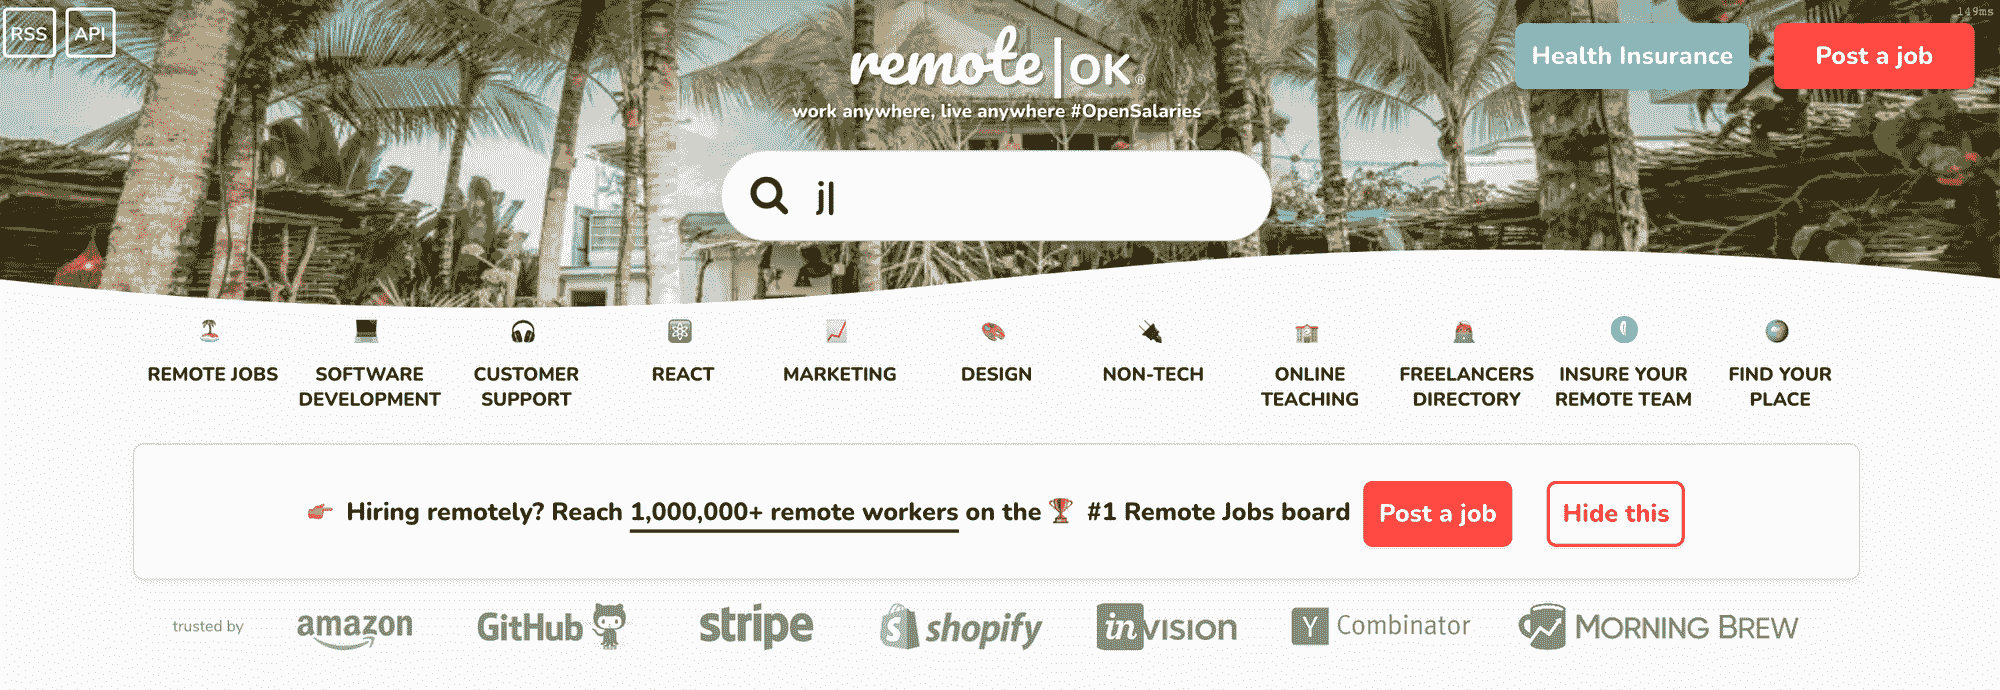 RSS API
149ms
remote|OK®
Health Insurance
Post a job
work anywhere, live anywhere #OpenSalaries
j
REMOTE JOBS
SOFTWARE
DEVELOPMENT
CUSTOMER
SUPPORT
REACT
MARKETING
DESIGN
NON-TECH
ONLINE
TEACHING
FREELANCERS
DIRECTORY
INSURE YOUR
REMOTE TEAM
FIND YOUR
PLACE
Hiring remotely? Reach 1,000,000+ remote workers on the #1 Remote Jobs board
Post a job
Hide this
trusted by
amazon
GitHub
stripe
shopify
inVISION
Y Combinator
MORNING BREW